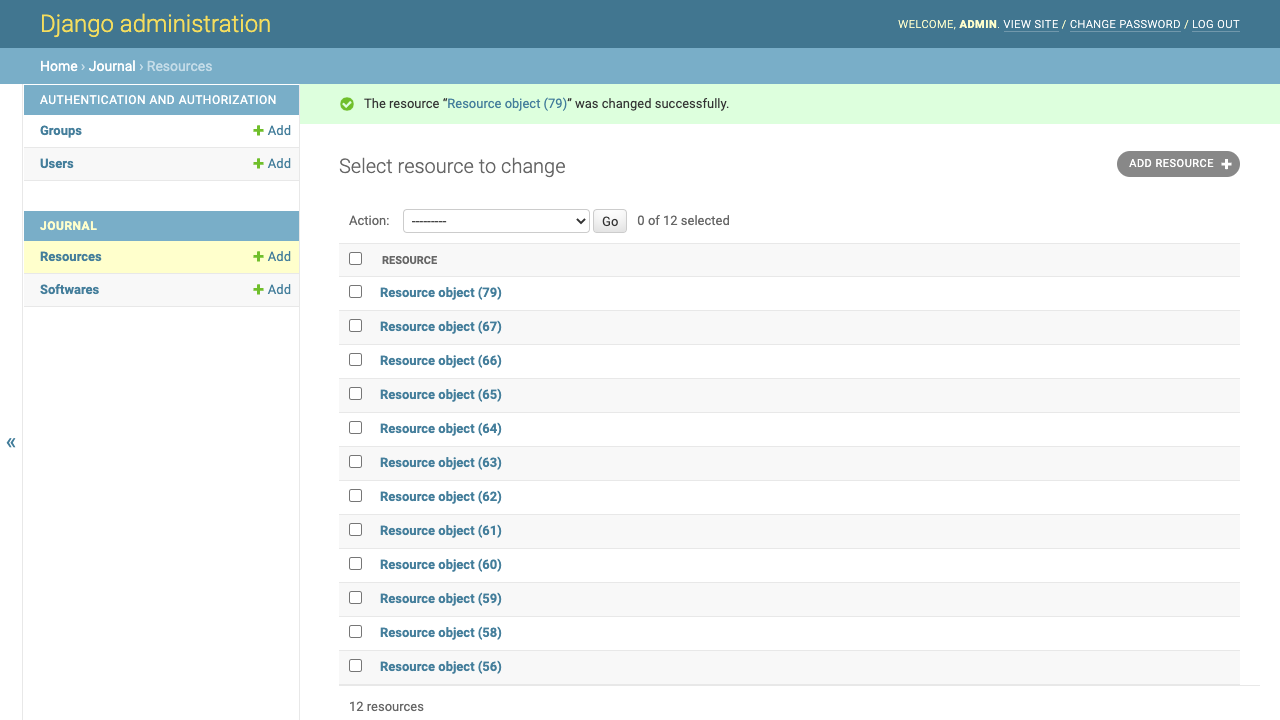 Django administration
WELCOME, ADMIN. VIEW SITE / CHANGE PASSWORD / LOG OUT
Home › Journal › Resources
AUTHENTICATION AND AUTHORIZATION
Groups Add
Users Add
JOURNAL
Resources Add
Softwares Add
«
The resource “Resource object (79)” was changed successfully.
Select resource to change
ADD RESOURCE
Action: --------- Go 0 of 12 selected
RESOURCE
Resource object (79)
Resource object (67)
Resource object (66)
Resource object (65)
Resource object (64)
Resource object (63)
Resource object (62)
Resource object (61)
Resource object (60)
Resource object (59)
Resource object (58)
Resource object (56)
12 resources